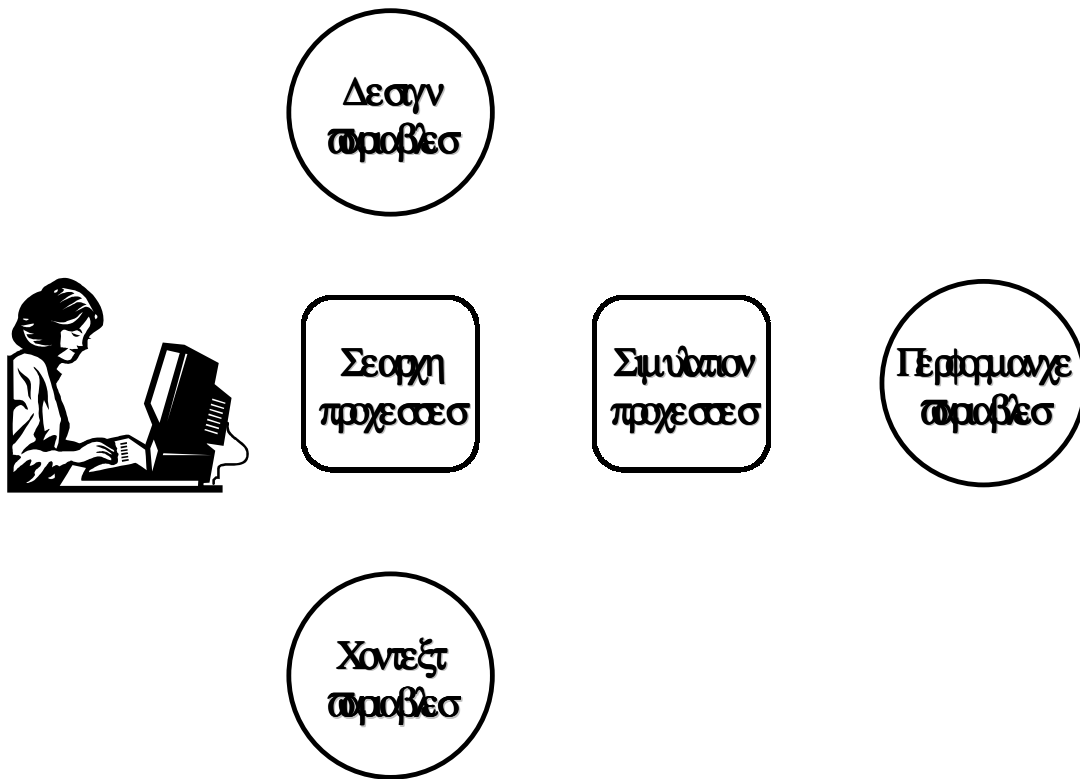 Δεσιγν
ϖαριαβλεσ
Σεαρχη
προχεσσεσ
Σιμυλατιον
προχεσσεσ
Περφορμανχε
ϖαριαβλεσ
Χοντεξτ
ϖαριαβλεσ